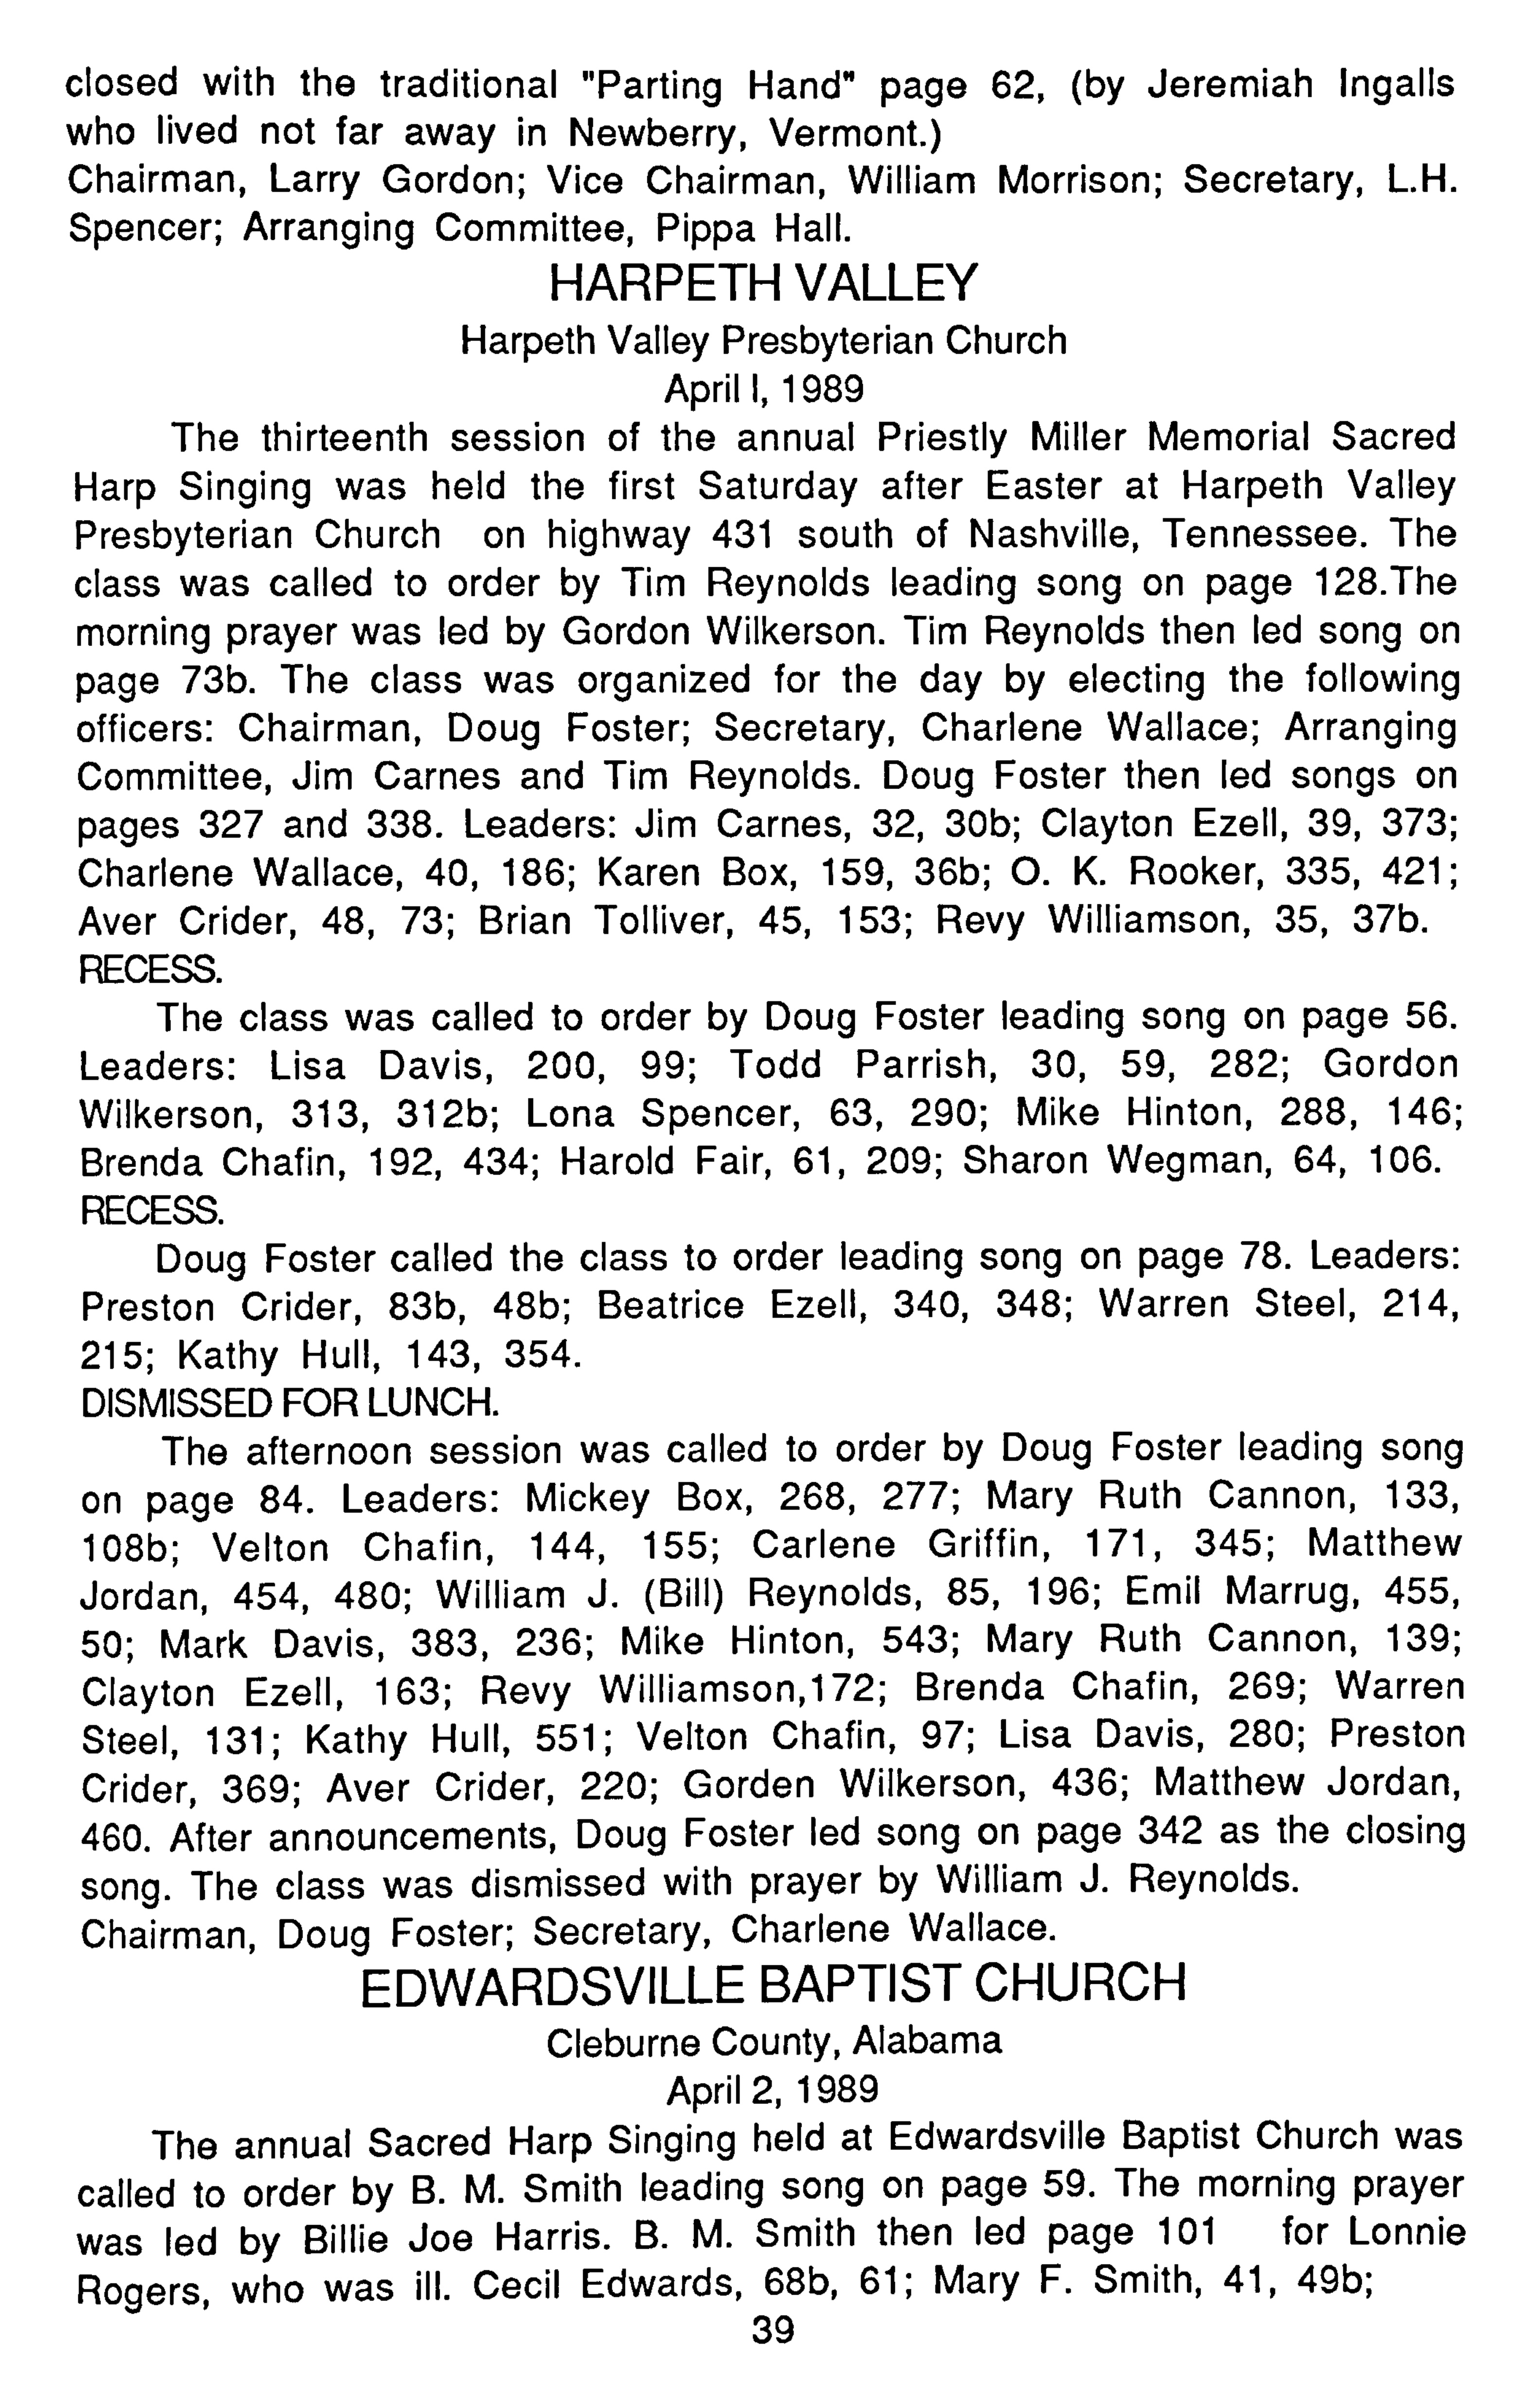 closed with the traditional "Parting Hand" page 62, (by Jeremiah Ingalls
who lived not far away in Newberry, Vermont.)
Chairman, Larry Gordon; Vice Chairman, William Morrison; Secretary, L.H.
Spencer; Arranging Committee, Pippa Hall.
HARPETH VALLEY
Harpeth Valley Presbyterian Church
April I, 1989
The thirteenth session of the annual Priestly Miller Memorial Sacred
Harp Singing was held the first Saturday after Easter at Harpeth Valley
Presbyterian Church on highway 431 south of Nashville, Tennessee. The
class was called to order by Tim Reynolds leading song on page 128.The
morning prayer was led by Gordon Wilkerson. Tim Reynolds then led song on
page 73b. The class was organized for the day by electing the following
officers: Chairman, Doug Foster; Secretary, Charlene Wallace; Arranging
Committee, Jim Carnes and Tim Reynolds. Doug Foster then led songs on
pages 327 and 338. Leaders: Jim Carnes, 32, 30b; Clayton Ezell, 39, 373;
Charlene Wallace, 40, 186; Karen Box, 159, 36b; O. K. Rooker, 335, 421;
Aver Crider, 48, 73; Brian Tolliver, 45, 153; Revy Williamson, 35, 37b.
RECESS.
The class was called to order by Doug Foster leading song on page 56.
Leaders: Lisa Davis, 200, 99; Todd Parrish, 30, 59, 282; Gordon
Wilkerson, 313, 312b; Lona Spencer, 63, 290; Mike Hinton, 288, 146;
Brenda Chafin, 192, 434; Harold Fair, 61, 209; Sharon Wegman, 64, 106.
RECESS.
Doug Foster called the class to order leading song on page 78. Leaders:
Preston Crider, 83b, 48b; Beatrice Ezell, 340, 348; Warren Steel, 214,
215; Kathy Hull, 143, 354.
DISMISSED FOR LUNCH.
The afternoon session was called to order by Doug Foster leading song
on page 84. Leaders: Mickey Box, 268, 277; Mary Ruth Cannon, 133,
108b; Velton Chafin, 144, 155; Carlene Griffin, 171, 345; Matthew
Jordan, 454, 480; William J. (Bill) Reynolds, 85, 196; Emil Marrug, 455,
50; Mark Davis, 383, 236; Mike Hinton, 543; Mary Ruth Cannon, 139;
Clayton Ezell, 163; Revy Williamson,172; Brenda Chafin, 269; Warren
Steel, 131; Kathy Hull, 551; Velton Chafin, 97; Lisa Davis, 280; Preston
Crider, 369; Aver Crider, 220; Gorden Wilkerson, 436; Matthew Jordan,
460. After announcements, Doug Foster led song on page 342 as the closing
song. The class was dismissed with prayer by William J. Reynolds.
Chairman, Doug Foster; Secretary, Charlene Wallace.
EDWARDSVILLE BAPTIST CHURCH
Cleburne County, Alabama
April 2, 1989
The annual Sacred Harp Singing held at Edwardsville Baptist Church was
called to order by B. M. Smith leading song on page 59. The morning prayer
was led by Billie Joe Harris. B. M. Smith then led page 101 for Lonnie
Rogers, who was ill. Cecil Edwards, 68b, 61; Mary F. Smith, 41, 49b;
39